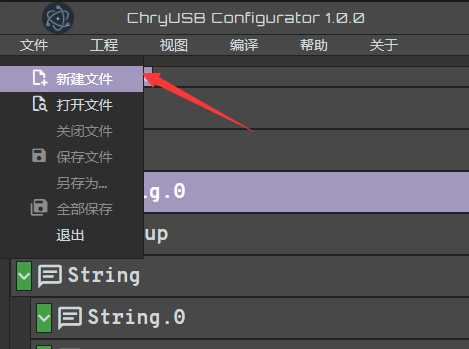 ChryUSB Configurator 1.0.0
文件 工程 视图 编译 帮助 关于
新建文件
打开文件
关闭文件
保存文件
另存为...
g.0
全部保存
退出
up
String
String.0